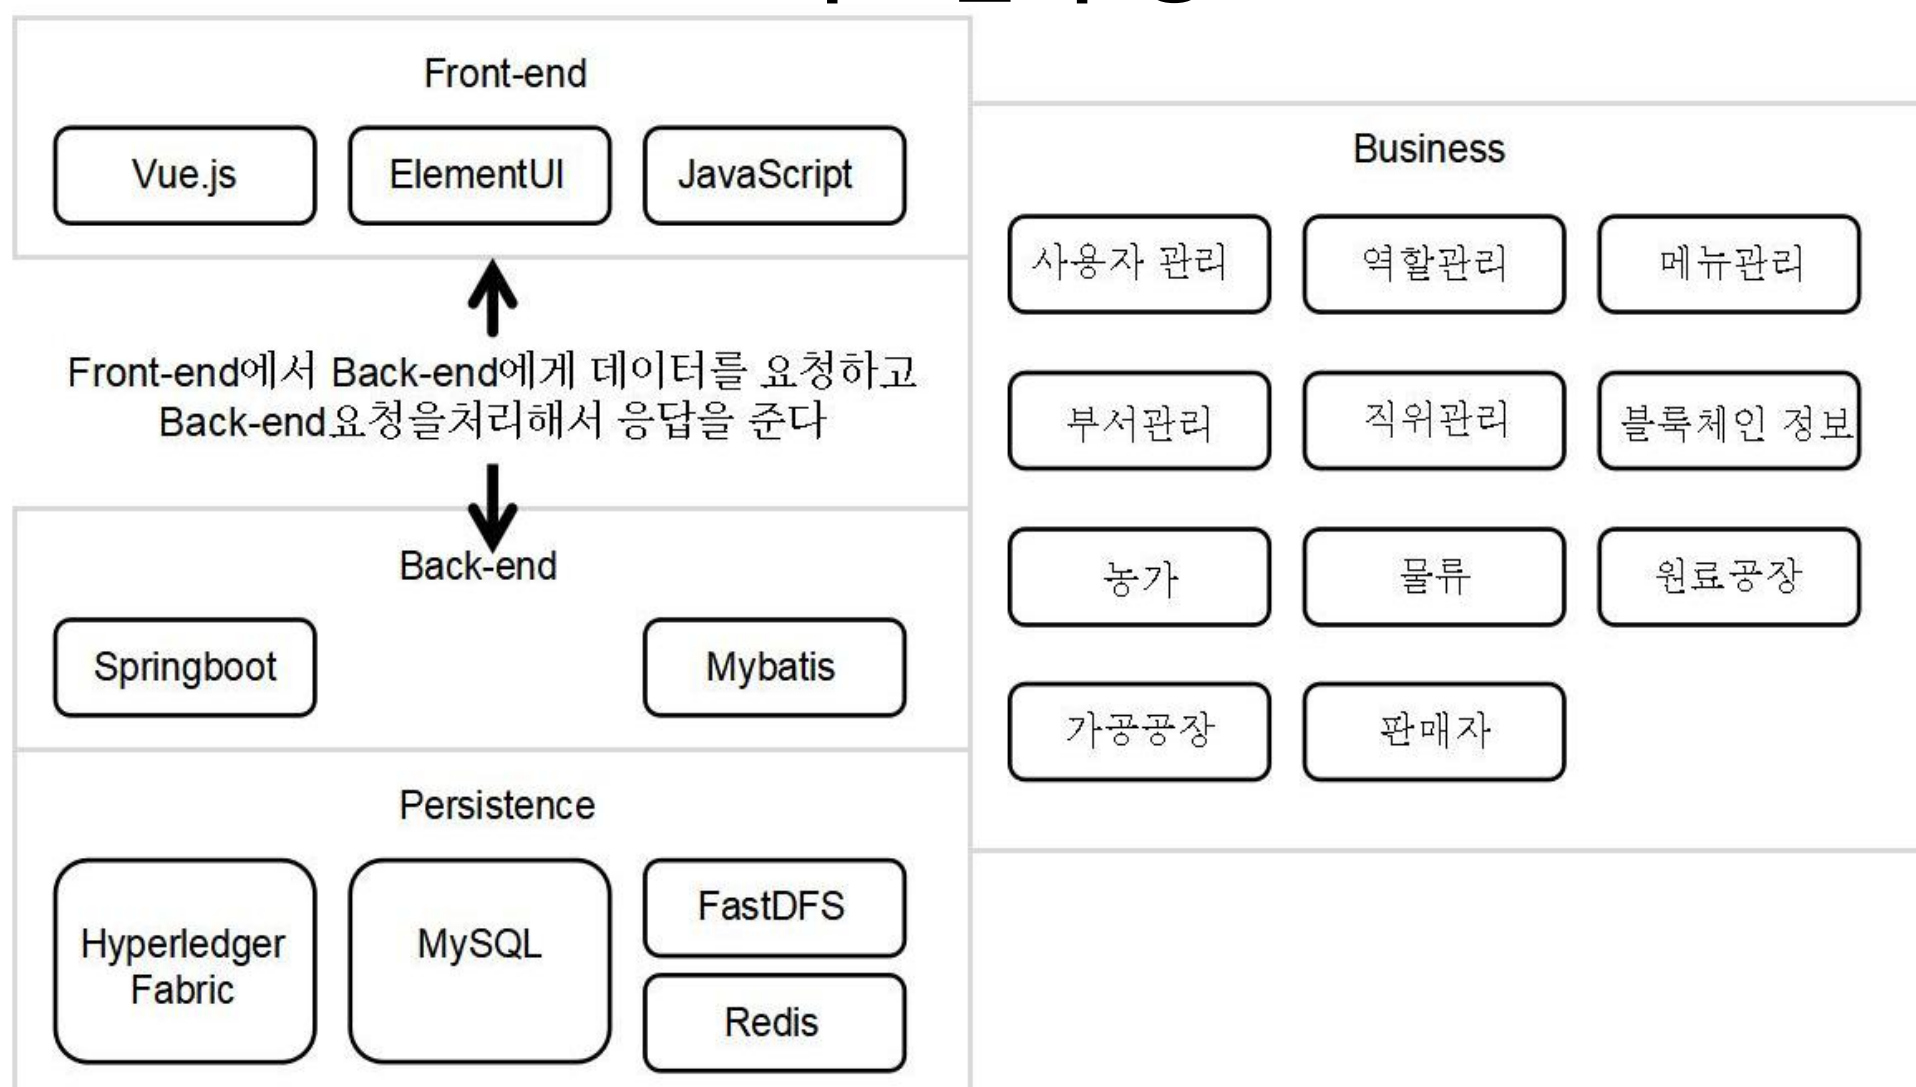 Front-end
Vue.js
ElementUI
JavaScript
Front-end에서 Back-end에게 데이터를 요청하고
Back-end요청을처리해서 응답을 준다
Back-end
Springboot
Mybatis
Persistence
Hyperledger
Fabric
MySQL
FastDFS
Redis
Business
사용자 관리
역할관리
메뉴관리
부서관리
직위관리
블룩체인 정보
농가
물류
원료공장
가공공장
판매자